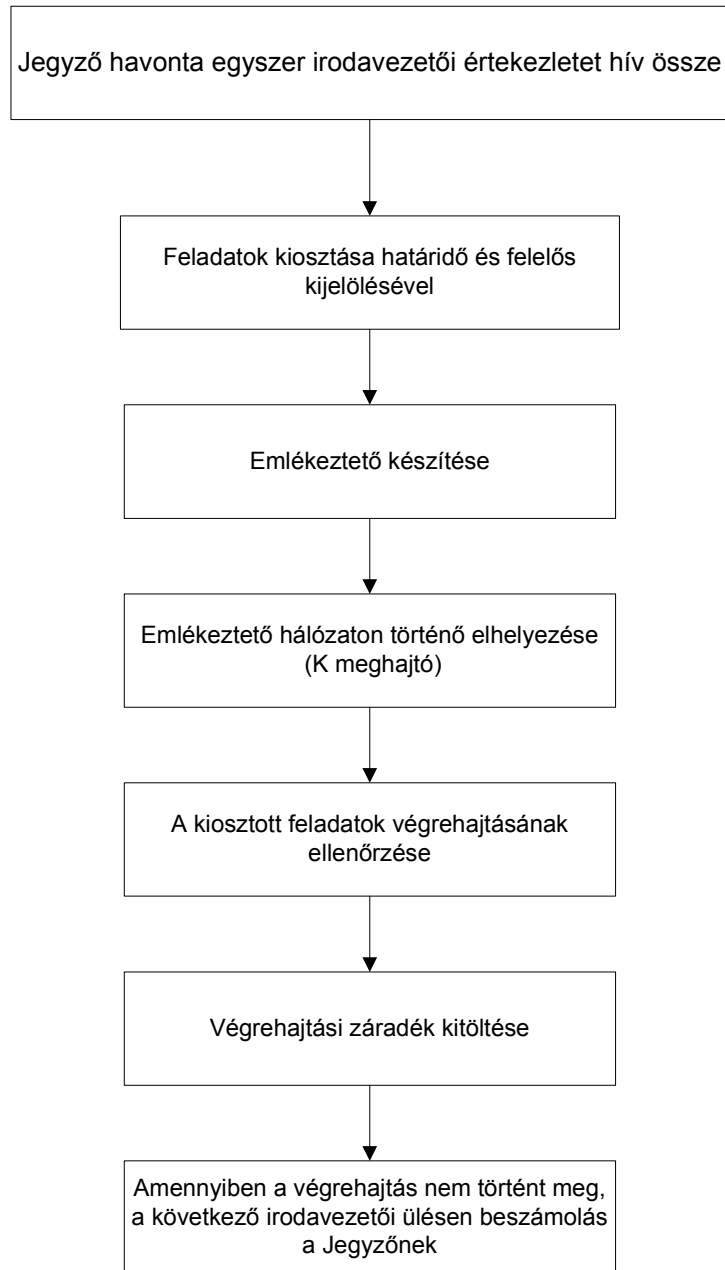 Jegyző havonta egyszer irodavezetői értekezletet hív össze
Feladatok kiosztása határidő és felelős
kijelölésével
Emlékeztető készítése
Emlékeztető hálózaton történő elhelyezése
(K meghajtó)
A kiosztott feladatok végrehajtásának
ellenőrzése
Végrehajtási záradék kitöltése
Amennyiben a végrehajtás nem történt meg,
a következő irodavezetői ülésen beszámolás
a Jegyzőnek